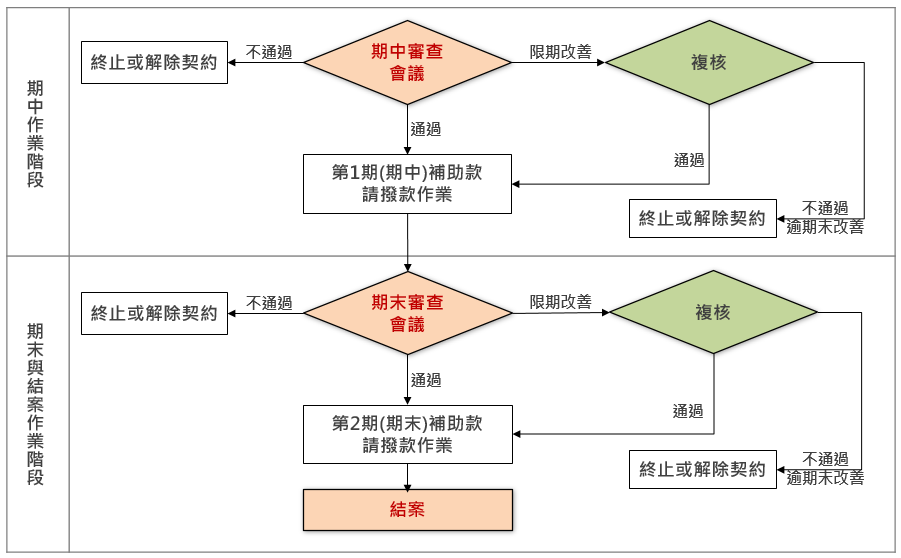 期中作業階段
終止或解除契約
不通過
期中審查
會議
限期改善
複核
通過
第1期(期中)補助款
請撥款作業
通過
終止或解除契約
不通過
逾期末改善
期末與結案作業階段
終止或解除契約
不通過
期末審查
會議
限期改善
複核
通過
第2期(期末)補助款
請撥款作業
通過
終止或解除契約
不通過
逾期末改善
結案